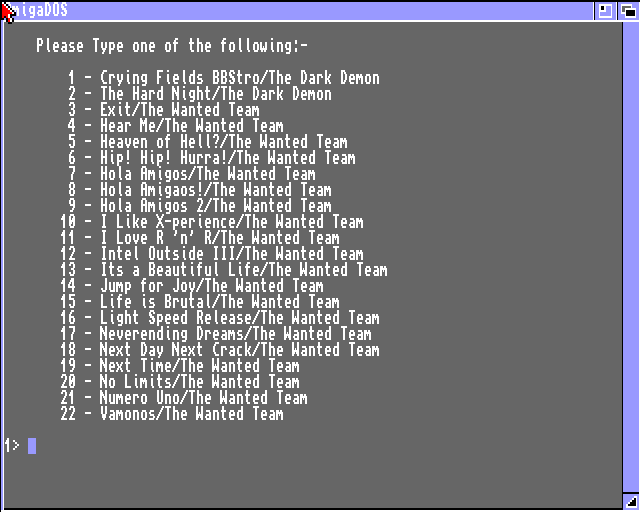 AmigaDOS
Please Type one of the following:-
1 - Crying Fields BBStro/The Dark Demon
2 - The Hard Night/The Dark Demon
3 - Exit/The Wanted Team
4 - Hear Me/The Wanted Team
5 - Heaven of Hell?/The Wanted Team
6 - Hip! Hip! Hurra!/The Wanted Team
7 - Hola Amigos/The Wanted Team
8 - Hola Amigaos!/The Wanted Team
9 - Hola Amigos 2/The Wanted Team
10 - I Like X-perience/The Wanted Team
11 - I Love R 'n' R/The Wanted Team
12 - Intel Outside III/The Wanted Team
13 - Its a Beautiful Life/The Wanted Team
14 - Jump for Joy/The Wanted Team
15 - Life is Brutal/The Wanted Team
16 - Light Speed Release/The Wanted Team
17 - Neverending Dreams/The Wanted Team
18 - Next Day Next Crack/The Wanted Team
19 - Next Time/The Wanted Team
20 - No Limits/The Wanted Team
21 - Numero Uno/The Wanted Team
22 - Vamonos/The Wanted Team
1>